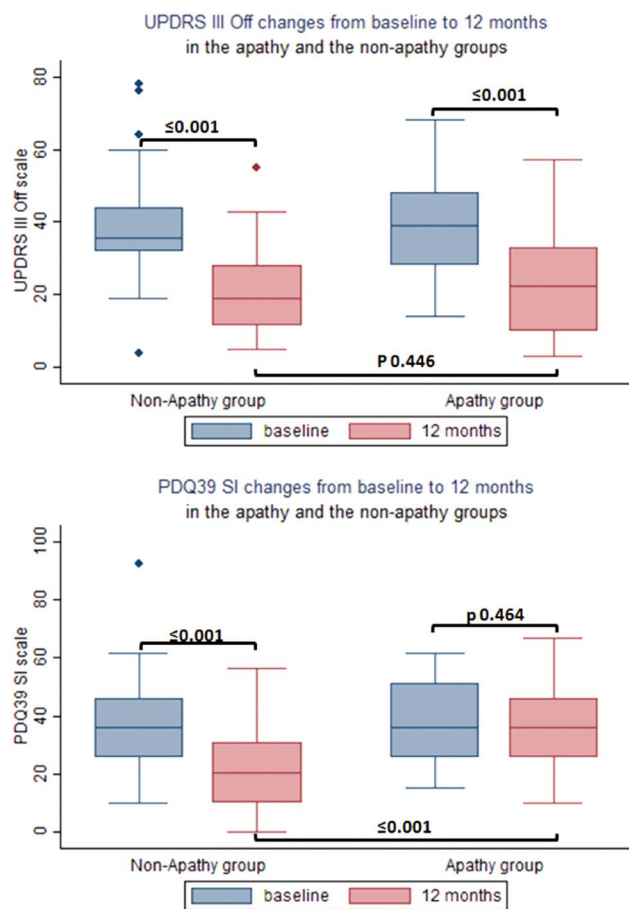 UPDRS III Off changes from baseline to 12 months
in the apathy and the non-apathy groups
UPDRS III Off scale
80
60
40
20
0
≤0.001
≤0.001
P 0.446
Non-Apathy group
Apathy group
baseline
12 months
PDQ39 SI changes from baseline to 12 months
in the apathy and the non-apathy groups
PDQ39 SI scale
100
80
60
40
20
0
≤0.001
p 0.464
≤0.001
Non-Apathy group
Apathy group
baseline
12 months